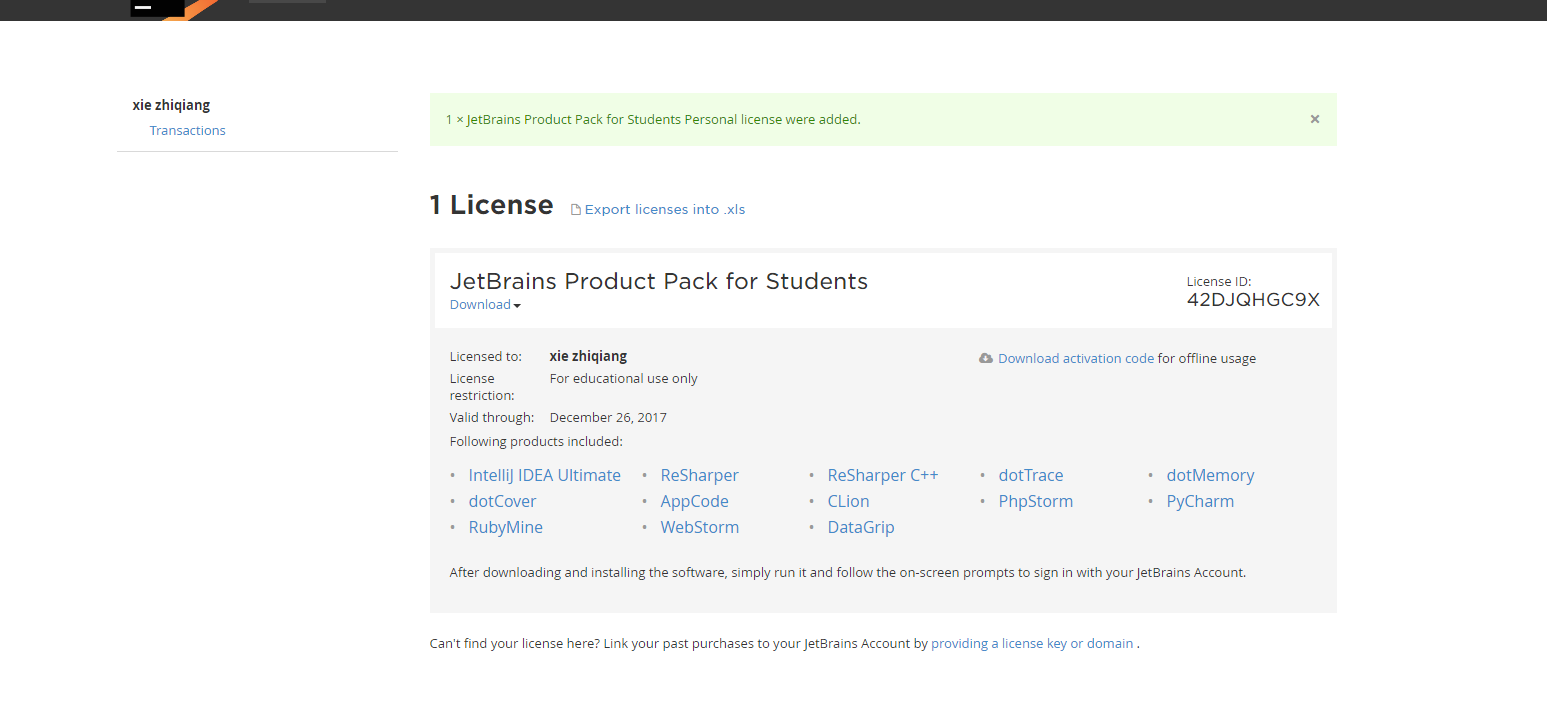 xie zhiqiang
Transactions
1 × JetBrains Product Pack for Students Personal license were added.
×
1 License Export licenses into .xls
JetBrains Product Pack for Students
Download
License ID:
42DJQHGC9X
Licensed to: xie zhiqiang
Download activation code for offline usage
License restriction: For educational use only
Valid through: December 26, 2017
Following products included:
• IntelliJ IDEA Ultimate • ReSharper • ReSharper C++ • dotTrace • dotMemory
• dotCover • AppCode • CLion • PhpStorm • PyCharm
• RubyMine • WebStorm • DataGrip
After downloading and installing the software, simply run it and follow the on-screen prompts to sign in with your JetBrains Account.
Can't find your license here? Link your past purchases to your JetBrains Account by providing a license key or domain .